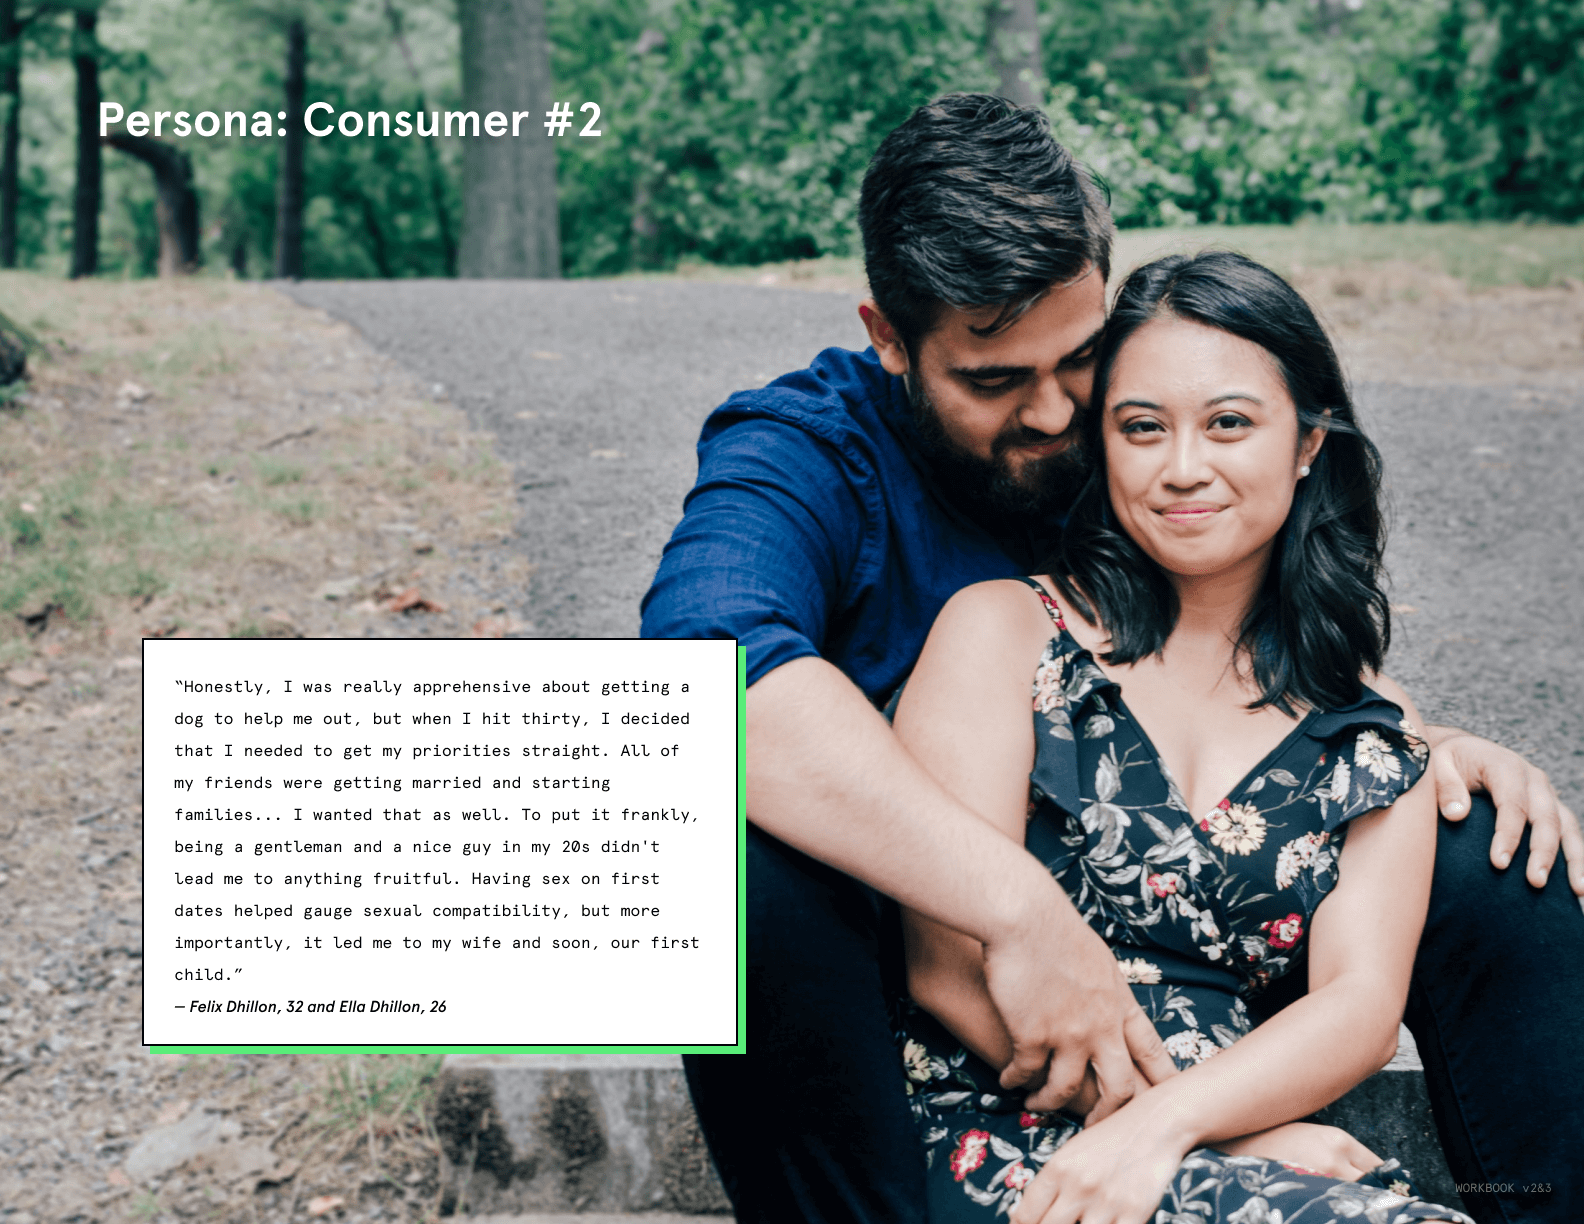 Persona: Consumer #2
“Honestly, I was really apprehensive about getting a
dog to help me out, but when I hit thirty, I decided
that I needed to get my priorities straight. All of
my friends were getting married and starting
families... I wanted that as well. To put it frankly,
being a gentleman and a nice guy in my 20s didn't
lead me to anything fruitful. Having sex on first
dates helped gauge sexual compatibility, but more
importantly, it led me to my wife and soon, our first
child.”
— Felix Dhillon, 32 and Ella Dhillon, 26
WORKBOOK v2&3